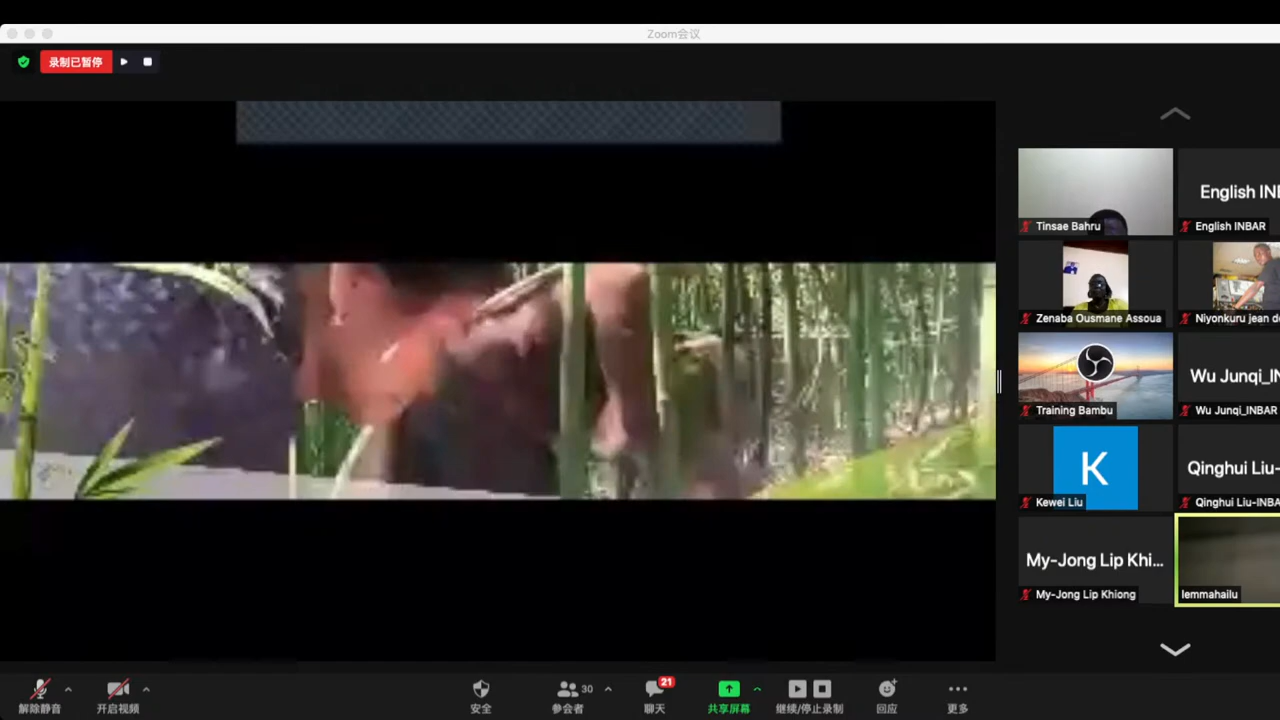 Zoom会议
录制已暂停
Tinsae Bahru
English INB
English INBAR
Zenaba Ousmane Assoua
Niyonkuru jean d
Training Bambu
Wu Junqi_IN
Wu Junqi_INBAR
K
Kewei Liu
Qinghui Liu-
Qinghui Liu-INBA
My-Jong Lip Khi...
My-Jong Lip Khiong
lemmahailu
解除静音
开启视频
安全
30
参会者
21
聊天
共享屏幕
继续/停止录制
回应
更多